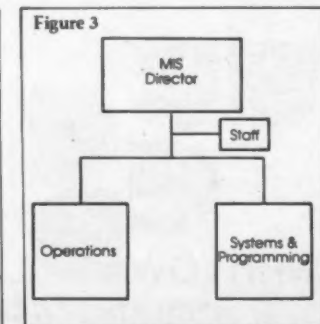 Figure 3
MIS
Director
Staff
Operations
Systems &
Programming